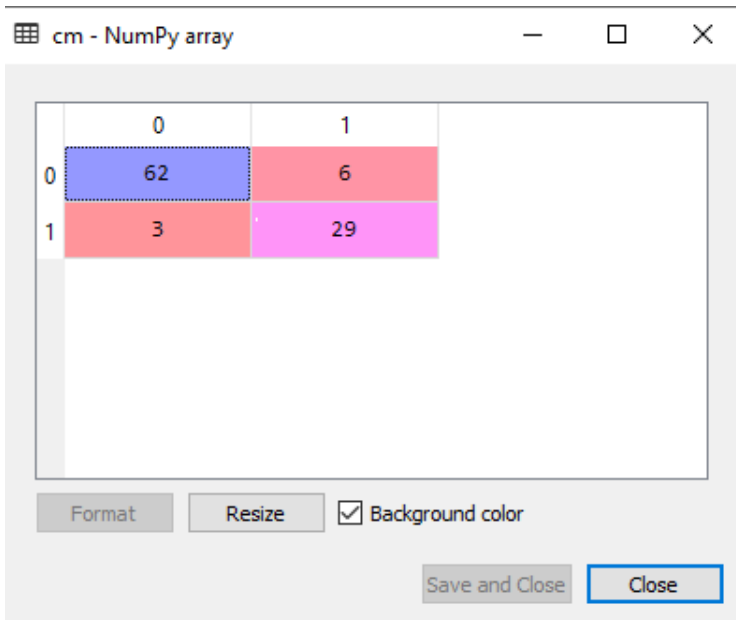 cm - NumPy array
0 1
0 62 6
1 3 29
Format Resize Background color
Save and Close Close